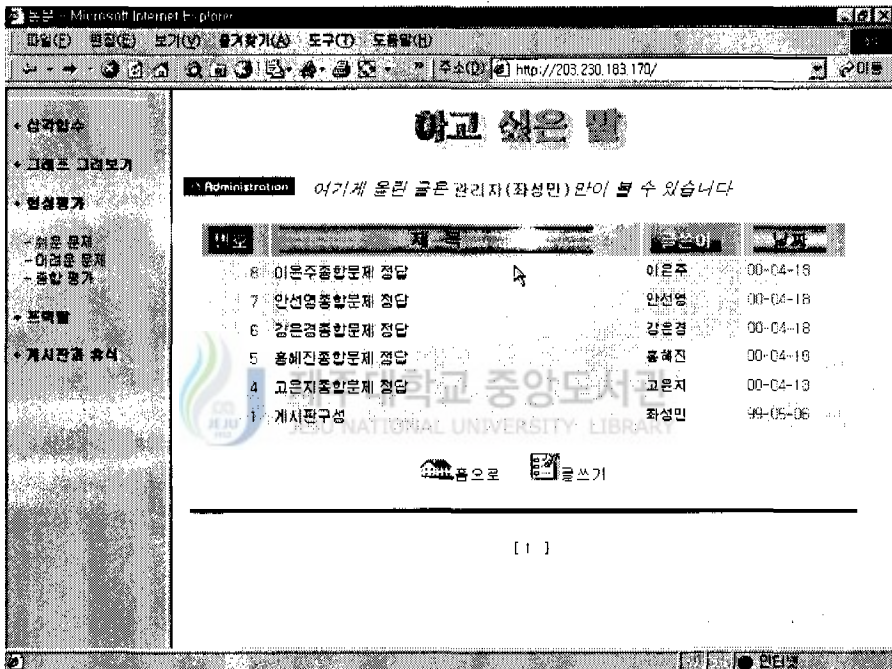 본문 - Microsoft Internet Explorer
파일(F) 편집(E) 보기(V) 즐겨찾기(A) 도구(T) 도움말(H)
주소(D) http://203.230.183.170/ 이동
하고 싶은 말
Administration 여기에 올린 글은 관리자(좌성민)만이 볼 수 있습니다
삼각함수
그래프 그려보기
형성평가
- 쉬운 문제
- 어려운 문제
- 종합 평가
프랙탈
게시판과 휴식
번호 제 목 글쓴이 날짜
8 이은주종합문제 정답 이은주 00-04-18
7 안선영종합문제 정답 안선영 00-04-18
6 강은경종합문제 정답 강은경 00-04-18
5 홍혜진종합문제 정답 홍혜진 00-04-18
4 고은지종합문제 정답 고은지 00-04-18
1 게시판구성 좌성민 99-06-06
제주대학교 중앙도서관
JEJU NATIONAL UNIVERSITY LIBRARY
JEJU
홈으로 글쓰기
[ 1 ]
인터넷